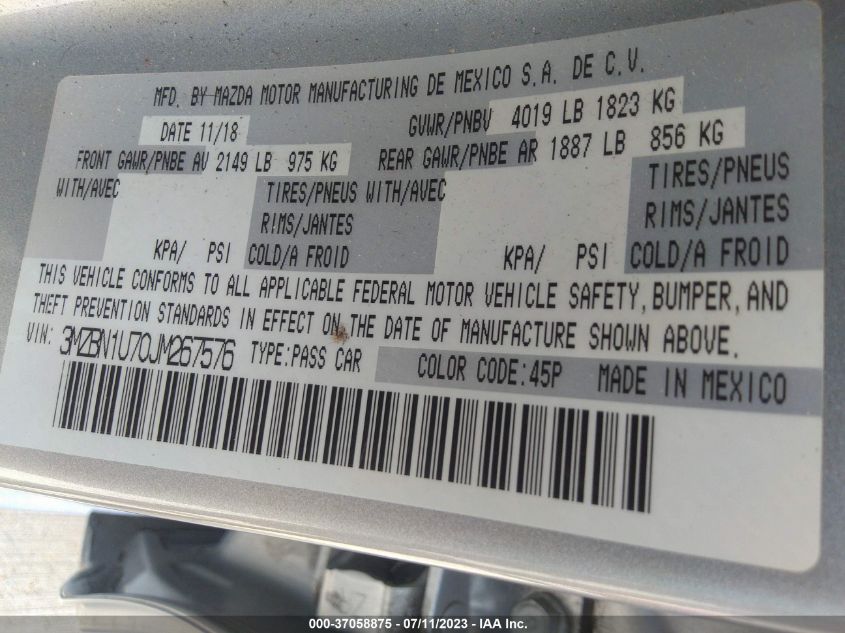 MFD. BY MAZDA MOTOR MANUFACTURING DE MEXICO S.A. DE C.V.
DATE 11/18 GVWR/PNBV 4019 LB 1823 KG
FRONT GAWR/PNBE AV 2149 LB 975 KG REAR GAWR/PNBE AR 1887 LB 856 KG
WITH/AVEC TIRES/PNEUS WITH/AVEC TIRES/PNEUS
RIMS/JANTES RIMS/JANTES
KPA/ PSI COLD/A FROID KPA/ PSI COLD/A FROID
THIS VEHICLE CONFORMS TO ALL APPLICABLE FEDERAL MOTOR VEHICLE SAFETY, BUMPER, AND
THEFT PREVENTION STANDARDS IN EFFECT ON THE DATE OF MANUFACTURE SHOWN ABOVE.
VIN: 3MZBN1U70JM267576 TYPE:PASS CAR COLOR CODE:45P MADE IN MEXICO
000-37058875 - 07/11/2023 - IAA Inc.